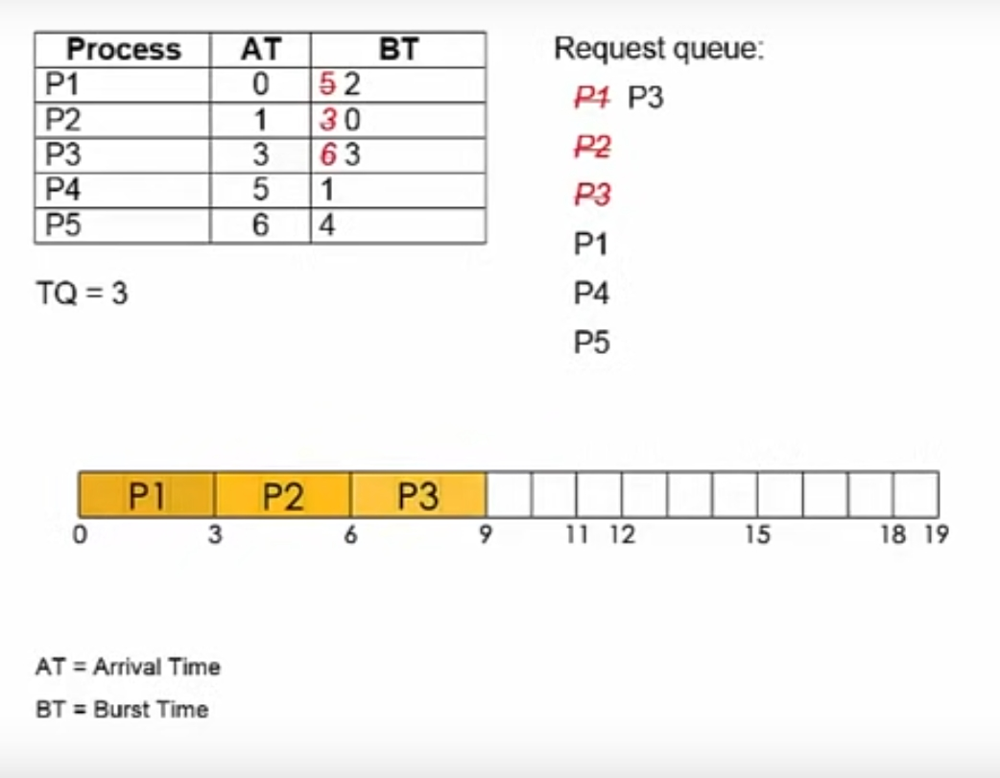 Process AT BT
P1 0 5 2
P2 1 3 0
P3 3 6 3
P4 5 1
P5 6 4
TQ = 3
Request queue:
P1 P3
P2
P3
P1
P4
P5
P1 P2 P3
0 3 6 9 11 12 15 18 19
AT = Arrival Time
BT = Burst Time